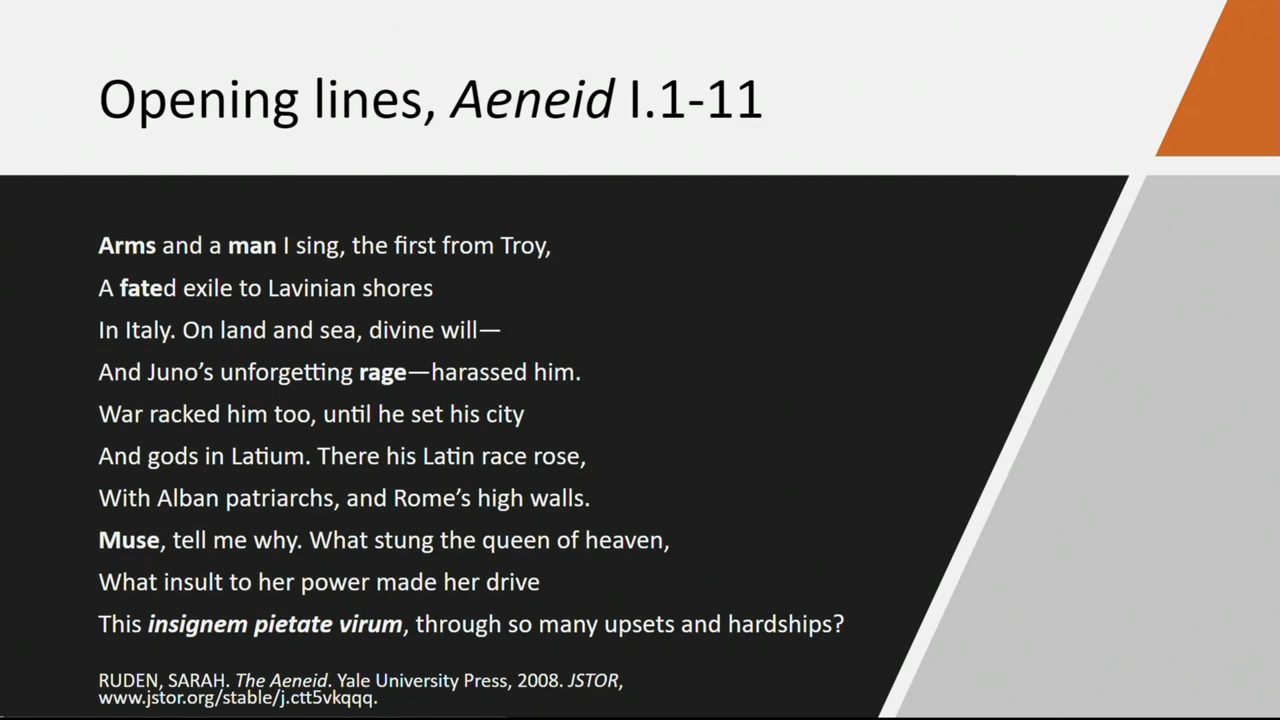 Opening lines, Aeneid I.1-11
Arms and a man I sing, the first from Troy,
A fated exile to Lavinian shores
In Italy. On land and sea, divine will—
And Juno’s unforgetting rage—harassed him.
War racked him too, until he set his city
And gods in Latium. There his Latin race rose,
With Alban patriarchs, and Rome’s high walls.
Muse, tell me why. What stung the queen of heaven,
What insult to her power made her drive
This insignem pietate virum, through so many upsets and hardships?
RUDEN, SARAH. The Aeneid. Yale University Press, 2008. JSTOR,
www.jstor.org/stable/j.ctt5vkqqq.